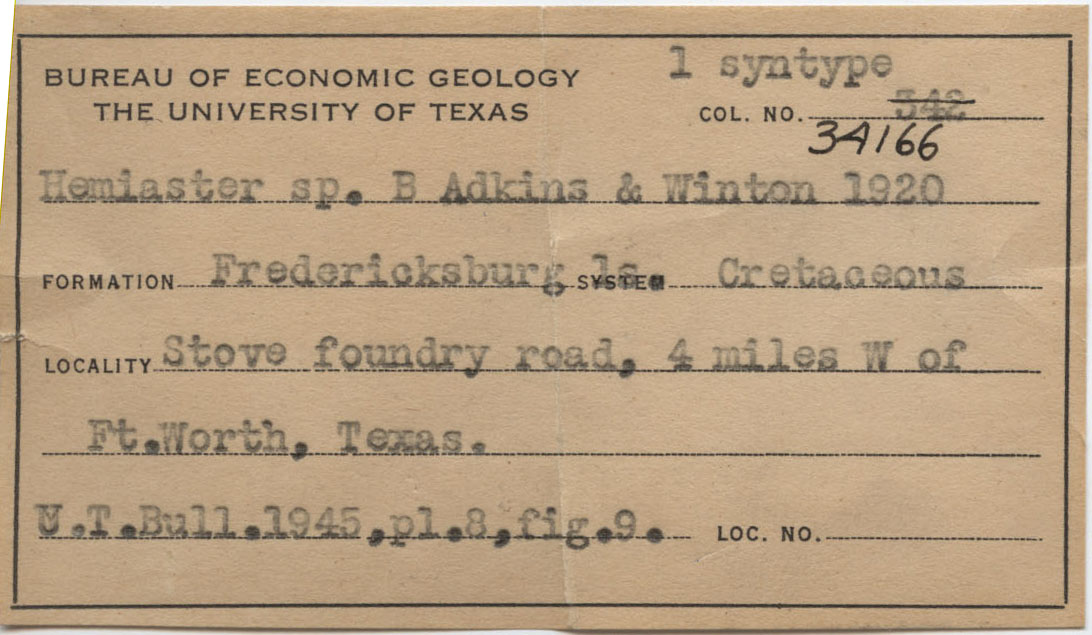 1 syntype
BUREAU OF ECONOMIC GEOLOGY
THE UNIVERSITY OF TEXAS
COL. NO. 342
34166
Hemiaster sp. B Adkins & Winton 1920
FORMATION Fredericksburg ls. SYSTEM Cretaceous
LOCALITY Stove foundry road, 4 miles W of
Ft.Worth, Texas.
U.T.Bull.1945,pl.8,fig.9. LOC. NO.